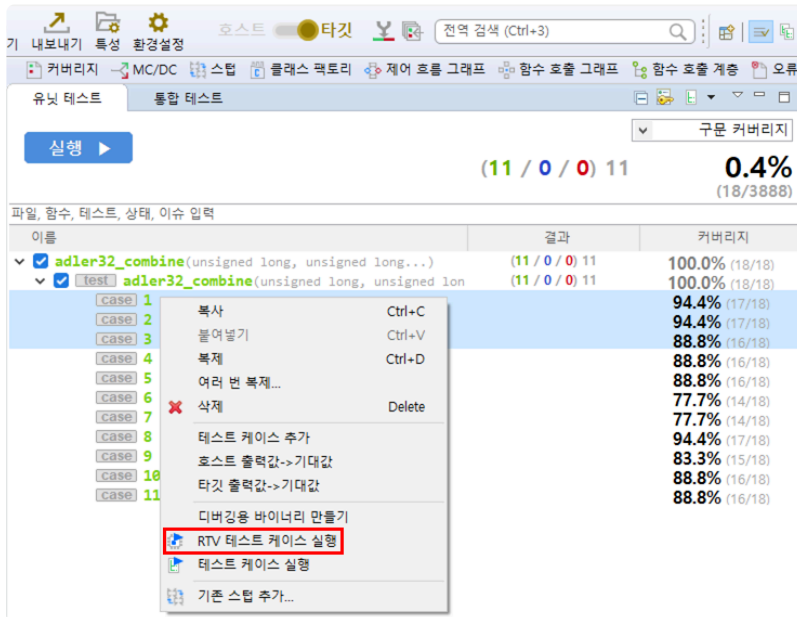 호스트 타깃 전역 검색 (Ctrl+3)
기 내보내기 특성 환경설정
커버리지 MC/DC 스텁 클래스 팩토리 제어 흐름 그래프 함수 호출 그래프 함수 호출 계층 오류
유닛 테스트 통합 테스트
구문 커버리지
실행
(11 / 0 / 0) 11 0.4%
(18/3888)
파일, 함수, 테스트, 상태, 이슈 입력
이름 결과 커버리지
adler32_combine(unsigned long, unsigned long...) (11 / 0 / 0) 11 100.0% (18/18)
test adler32_combine(unsigned long, unsigned lon (11 / 0 / 0) 11 100.0% (18/18)
case 1 94.4% (17/18)
case 2 94.4% (17/18)
case 3 88.8% (16/18)
case 4 88.8% (16/18)
case 5 88.8% (16/18)
case 6 77.7% (14/18)
case 7 77.7% (14/18)
case 8 94.4% (17/18)
case 9 83.3% (15/18)
case 10 88.8% (16/18)
case 11 88.8% (16/18)
복사 Ctrl+C
붙여넣기 Ctrl+V
복제 Ctrl+D
여러 번 복제...
삭제 Delete
테스트 케이스 추가
호스트 출력값->기대값
타깃 출력값->기대값
디버깅용 바이너리 만들기
RTV 테스트 케이스 실행
테스트 케이스 실행
기존 스텁 추가...